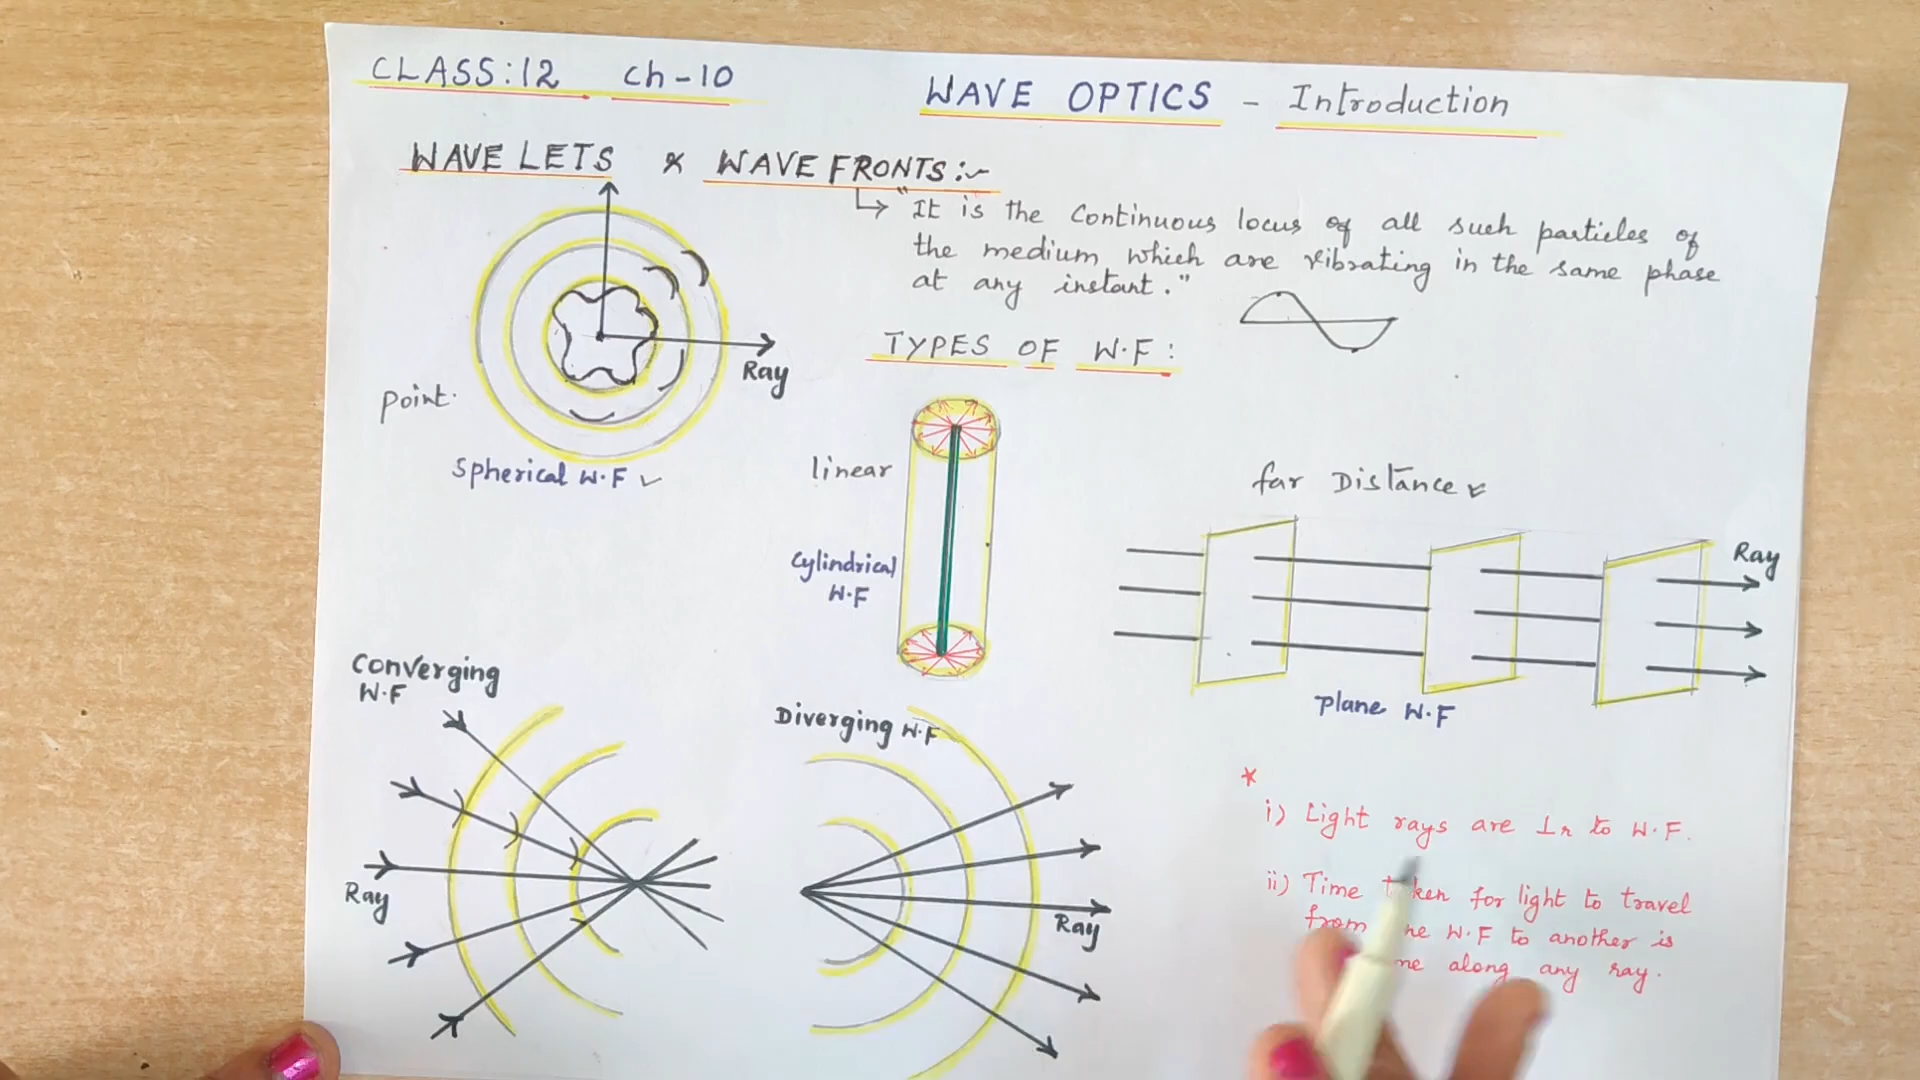 CLASS:12 Ch-10
WAVE OPTICS - Introduction
WAVE LETS & WAVE FRONTS:-
"It is the continuous locus of all such particles of
the medium which are vibrating in the same phase
at any instant."
Ray
point.
Spherical W.F
TYPES OF W.F:
linear
Cylindrical
W.F
far Distance
Ray
plane W.F
Converging
W.F
Ray
Diverging W.F
Ray
*
i) Light rays are ⊥r to W.F.
ii) Time for light to travel
from W.F to another is
along any ray.